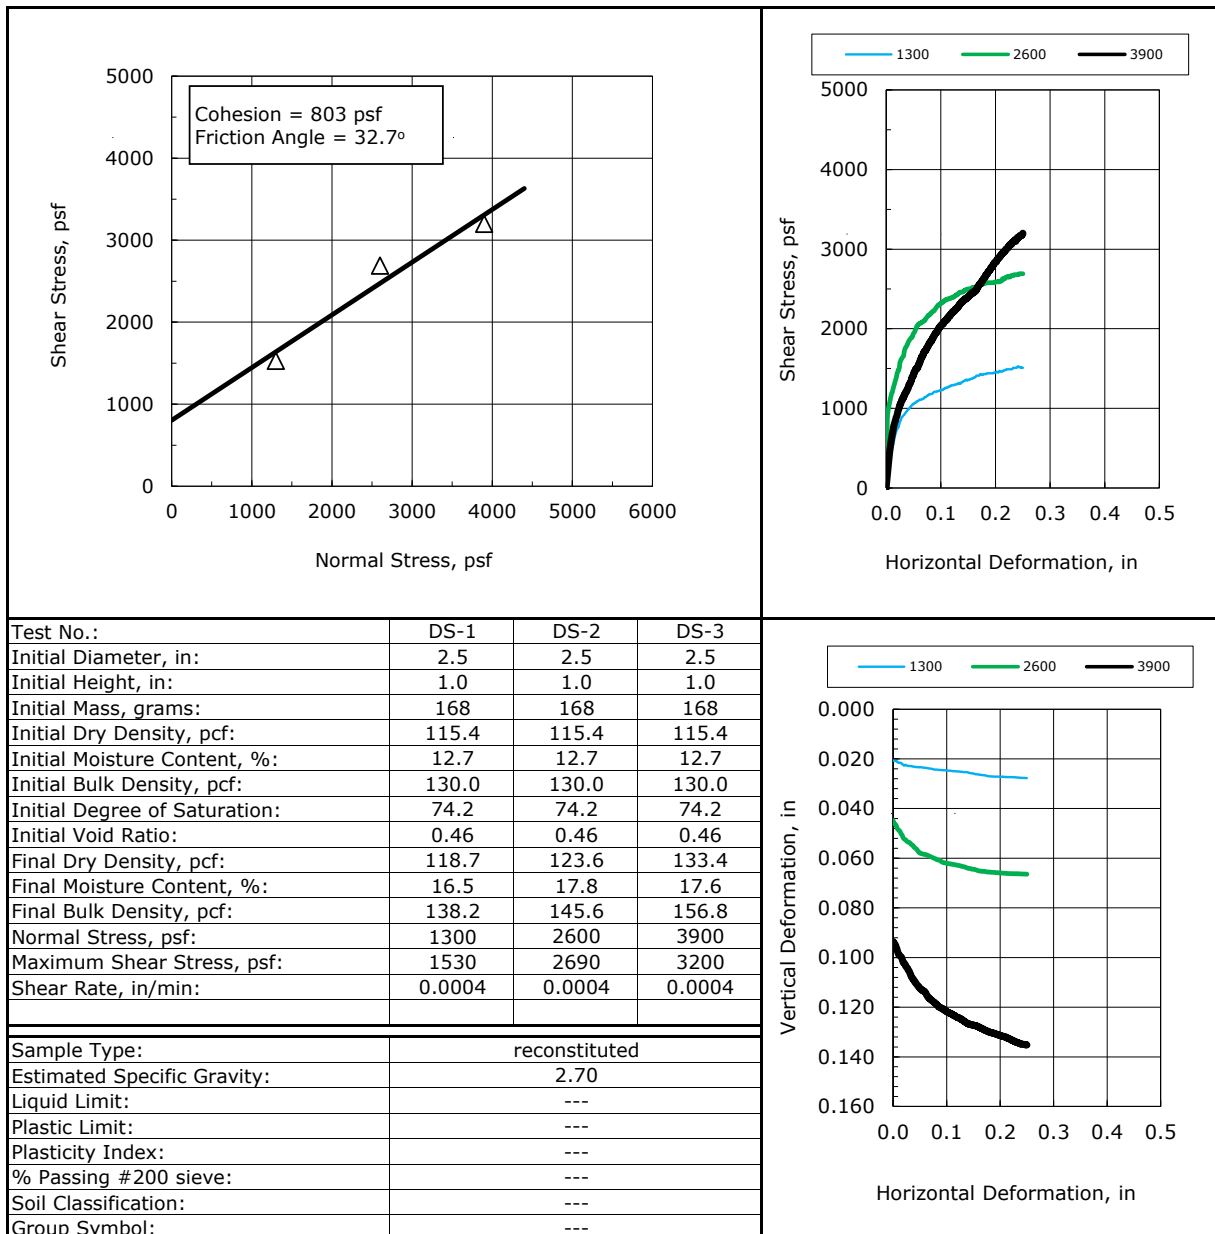 5000
4000
3000
2000
1000
0
0 1000 2000 3000 4000 5000 6000
Shear Stress, psf
Normal Stress, psf
Cohesion = 803 psf
Friction Angle = 32.7o
1300 2600 3900
5000
4000
3000
2000
1000
0
0.0 0.1 0.2 0.3 0.4 0.5
Shear Stress, psf
Horizontal Deformation, in
Test No.: DS-1 DS-2 DS-3
Initial Diameter, in: 2.5 2.5 2.5
Initial Height, in: 1.0 1.0 1.0
Initial Mass, grams: 168 168 168
Initial Dry Density, pcf: 115.4 115.4 115.4
Initial Moisture Content, %: 12.7 12.7 12.7
Initial Bulk Density, pcf: 130.0 130.0 130.0
Initial Degree of Saturation: 74.2 74.2 74.2
Initial Void Ratio: 0.46 0.46 0.46
Final Dry Density, pcf: 118.7 123.6 133.4
Final Moisture Content, %: 16.5 17.8 17.6
Final Bulk Density, pcf: 138.2 145.6 156.8
Normal Stress, psf: 1300 2600 3900
Maximum Shear Stress, psf: 1530 2690 3200
Shear Rate, in/min: 0.0004 0.0004 0.0004
Sample Type: reconstituted
Estimated Specific Gravity: 2.70
Liquid Limit: ---
Plastic Limit: ---
Plasticity Index: ---
% Passing #200 sieve: ---
Soil Classification: ---
Group Symbol: ---
1300 2600 3900
0.000
0.020
0.040
0.060
0.080
0.100
0.120
0.140
0.160
0.0 0.1 0.2 0.3 0.4 0.5
Vertical Deformation, in
Horizontal Deformation, in